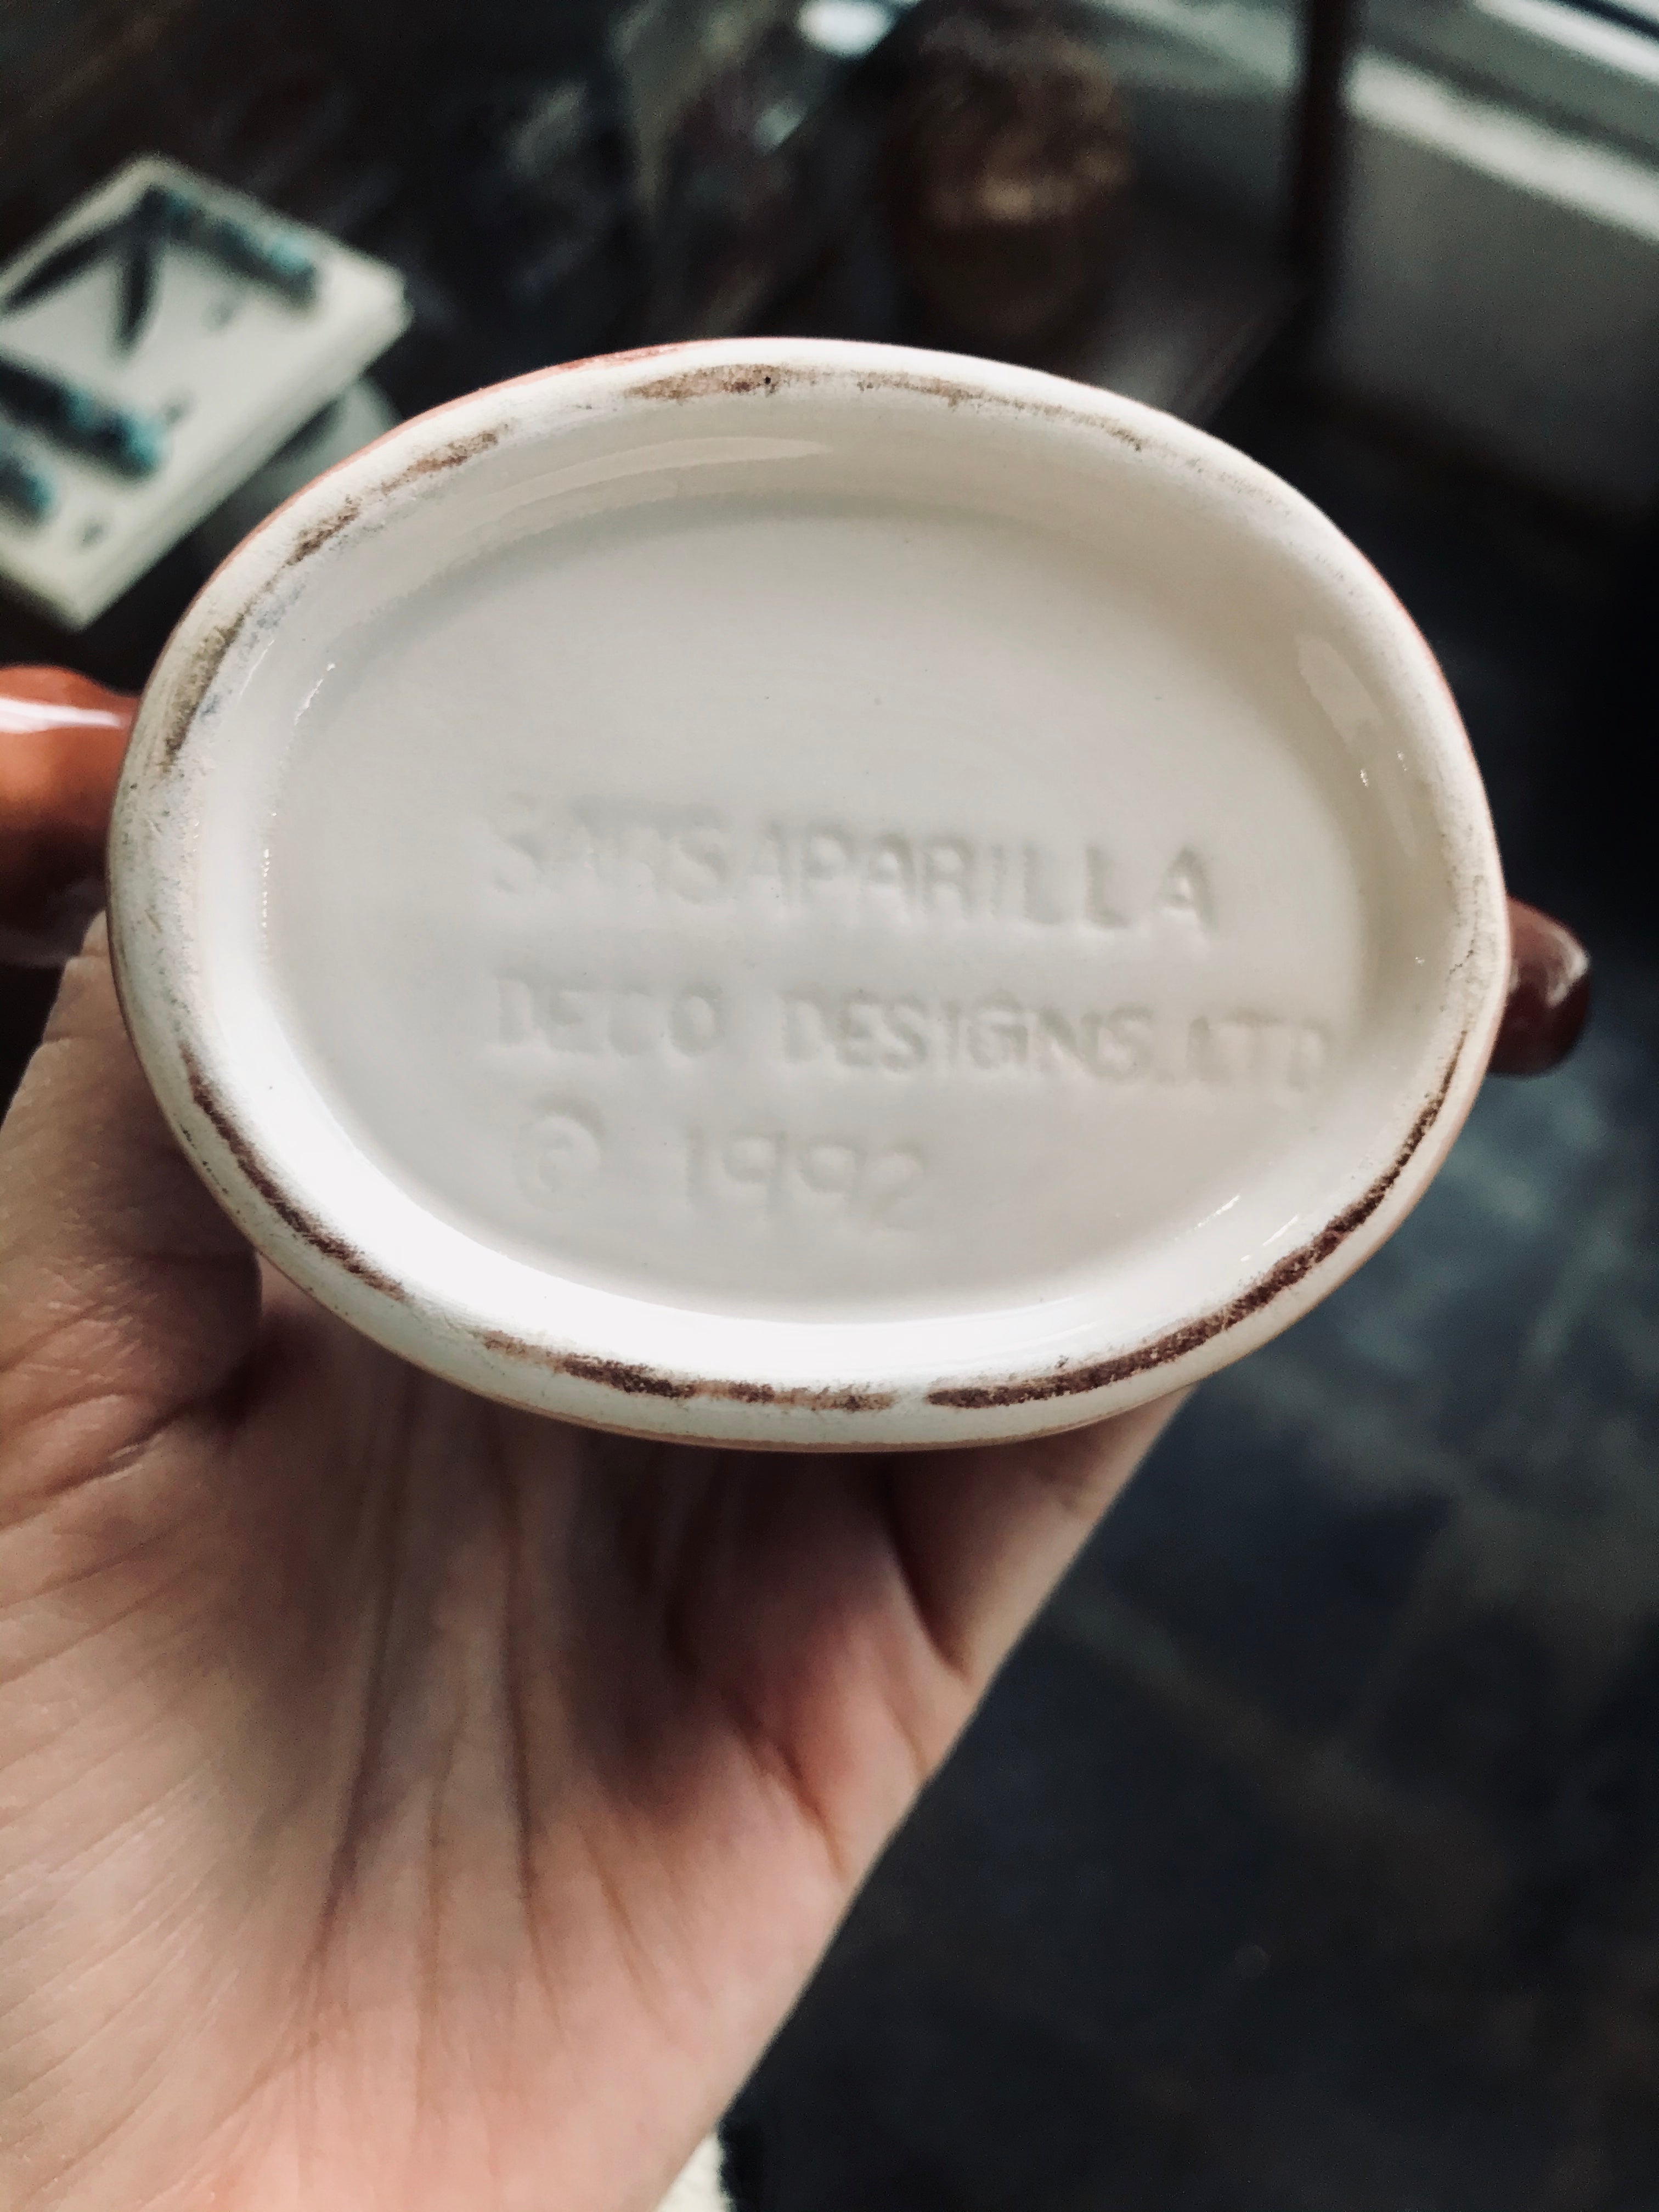 SARSAPARILLA
DECO DESIGNS.LTD
© 1992